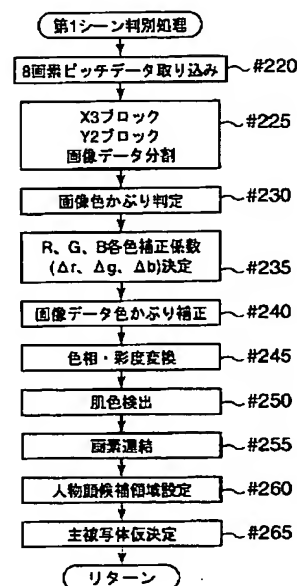 第1シーン判別処理
8画素ピッチデータ取り込み
#220
X3ブロック
Y2ブロック
画像データ分割
#225
画像色かぶり判定
#230
R、G、B各色補正係数
(Δr、Δg、Δb)決定
#235
画像データ色かぶり補正
#240
色相・彩度変換
#245
肌色検出
#250
画素連結
#255
人物頭候補領域設定
#260
主被写体仮決定
#265
リターン